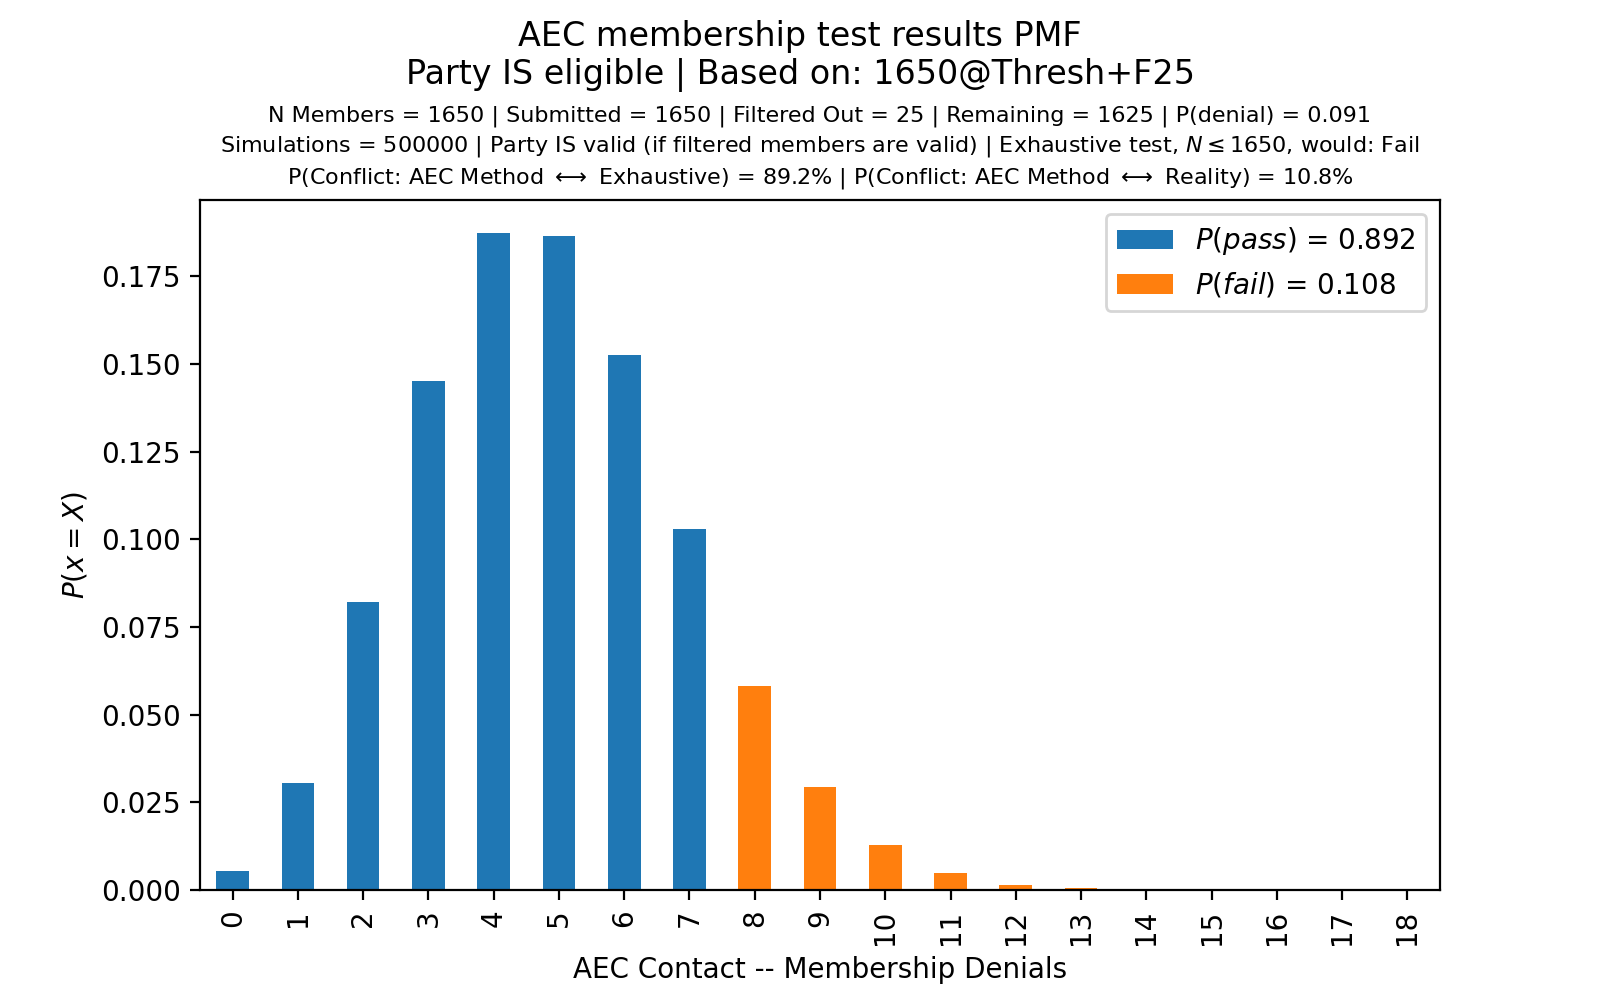 AEC membership test results PMF
Party IS eligible | Based on: 1650@Thresh+F25
N Members = 1650 | Submitted = 1650 | Filtered Out = 25 | Remaining = 1625 | P(denial) = 0.091
Simulations = 500000 | Party IS valid (if filtered members are valid) | Exhaustive test, N ≤ 1650, would: Fail
P(Conflict: AEC Method ⟷ Exhaustive) = 89.2% | P(Conflict: AEC Method ⟷ Reality) = 10.8%
P(pass) = 0.892
P(fail) = 0.108
0.175
0.150
0.125
0.100
0.075
0.050
0.025
0.000
P(x = X)
0 1 2 3 4 5 6 7 8 9 10 11 12 13 14 15 16 17 18
AEC Contact -- Membership Denials